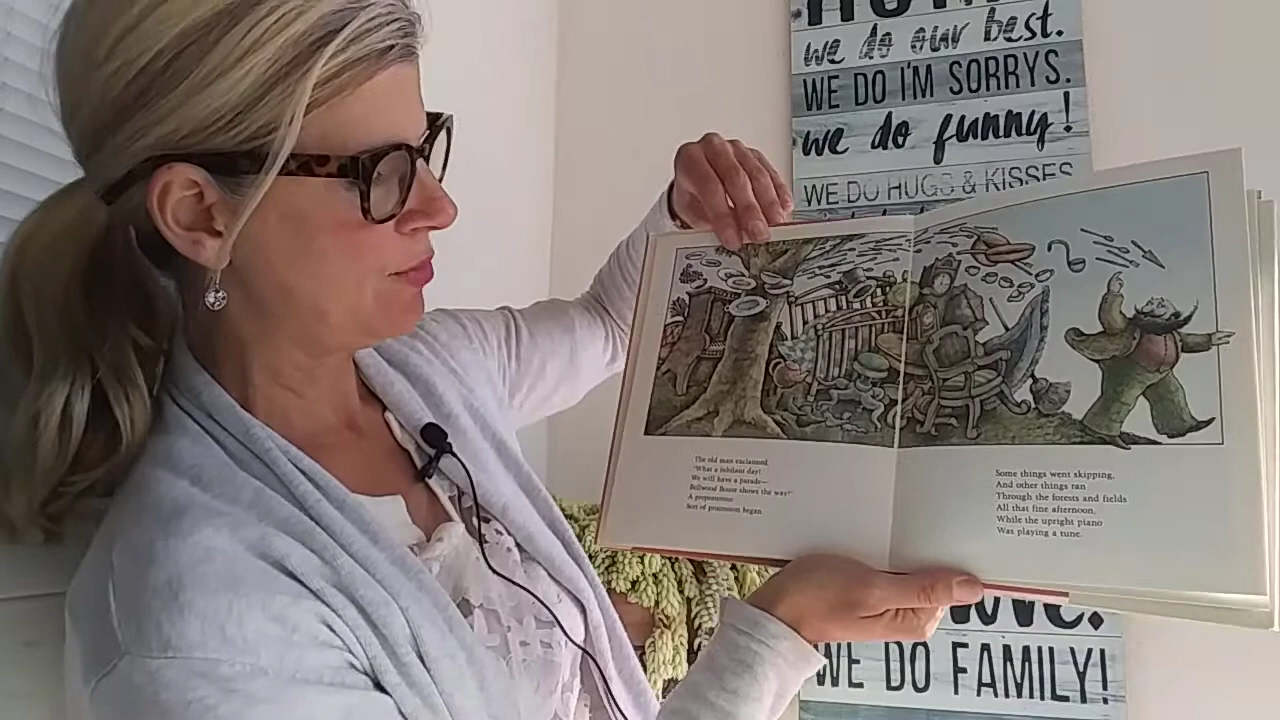 we do our best.
WE DO I'M SORRYS.
we do funny!
WE DO HUGS & KISSES
The old man exclaimed,
"What a jubilant day!
We will have a parade—
Bellwood Bouse shows the way!"
A preposterous
Sort of procession began.
Some things went skipping,
And other things ran
Through the forests and fields
All that fine afternoon,
While the upright piano
Was playing a tune.
WE DO FAMILY!